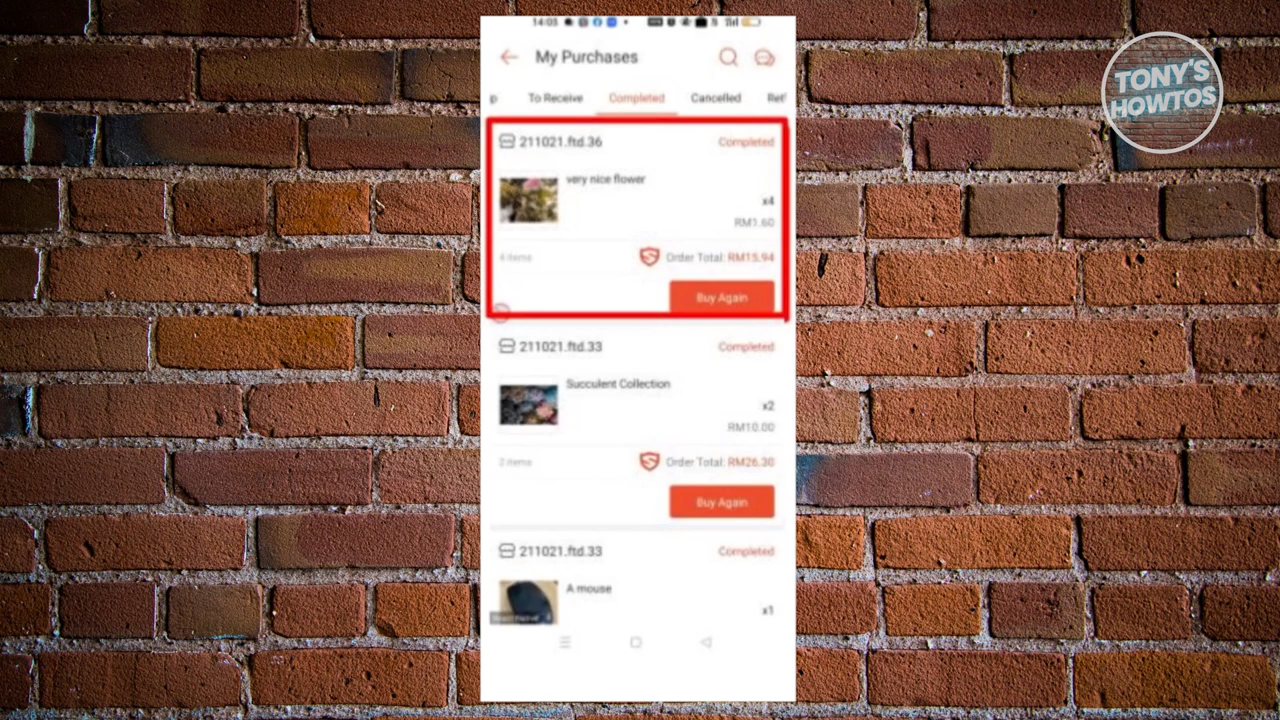 14:03
My Purchases
p To Receive Completed Cancelled Ret
211021.ftd.36 Completed
very nice flower
x4
RM1.60
4 items Order Total: RM15.94
Buy Again
211021.ftd.33 Completed
Succulent Collection
x2
RM10.00
2 items Order Total: RM26.30
Buy Again
211021.ftd.33 Completed
A mouse
x1
TONY'S
HOWTOS